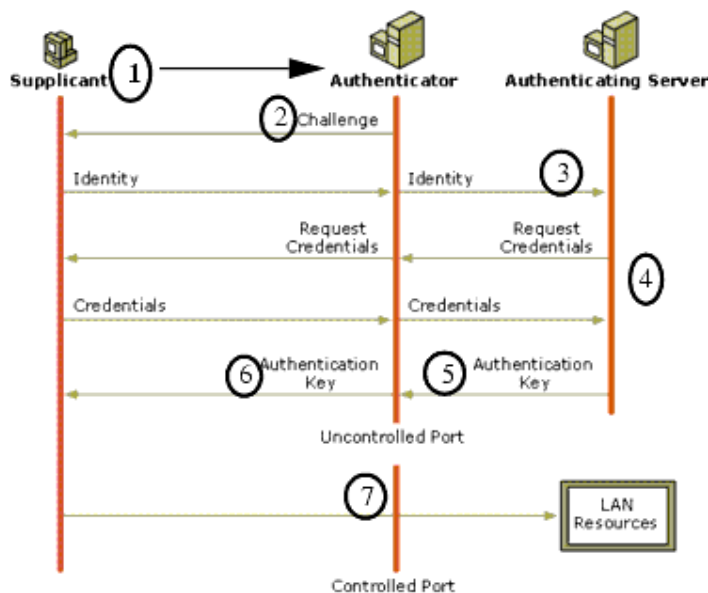 Supplicant 1 Authenticator Authenticating Server
2 Challenge
Identity Identity 3
Request
Credentials
Request
Credentials
4
Credentials Credentials
6 Authentication
Key
5 Authentication
Key
Uncontrolled Port
7
LAN
Resources
Controlled Port